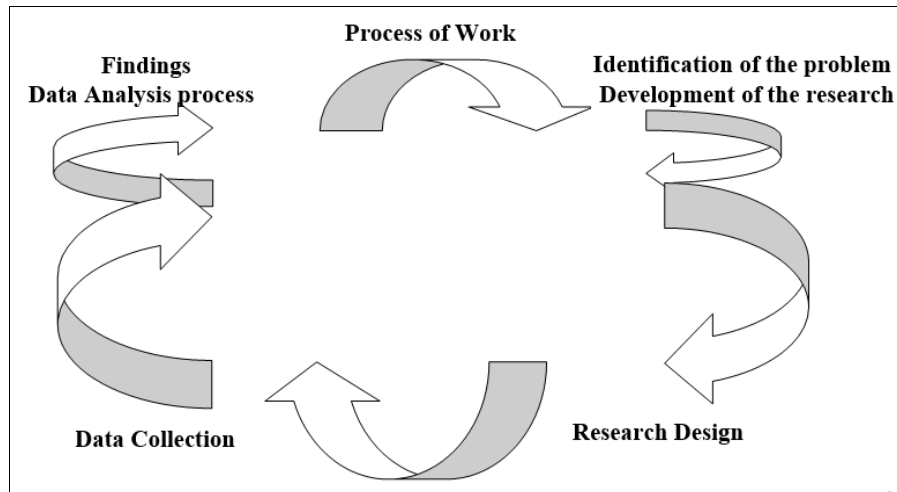 Process of Work
Findings
Data Analysis process
Identification of the problem
Development of the research
Data Collection
Research Design